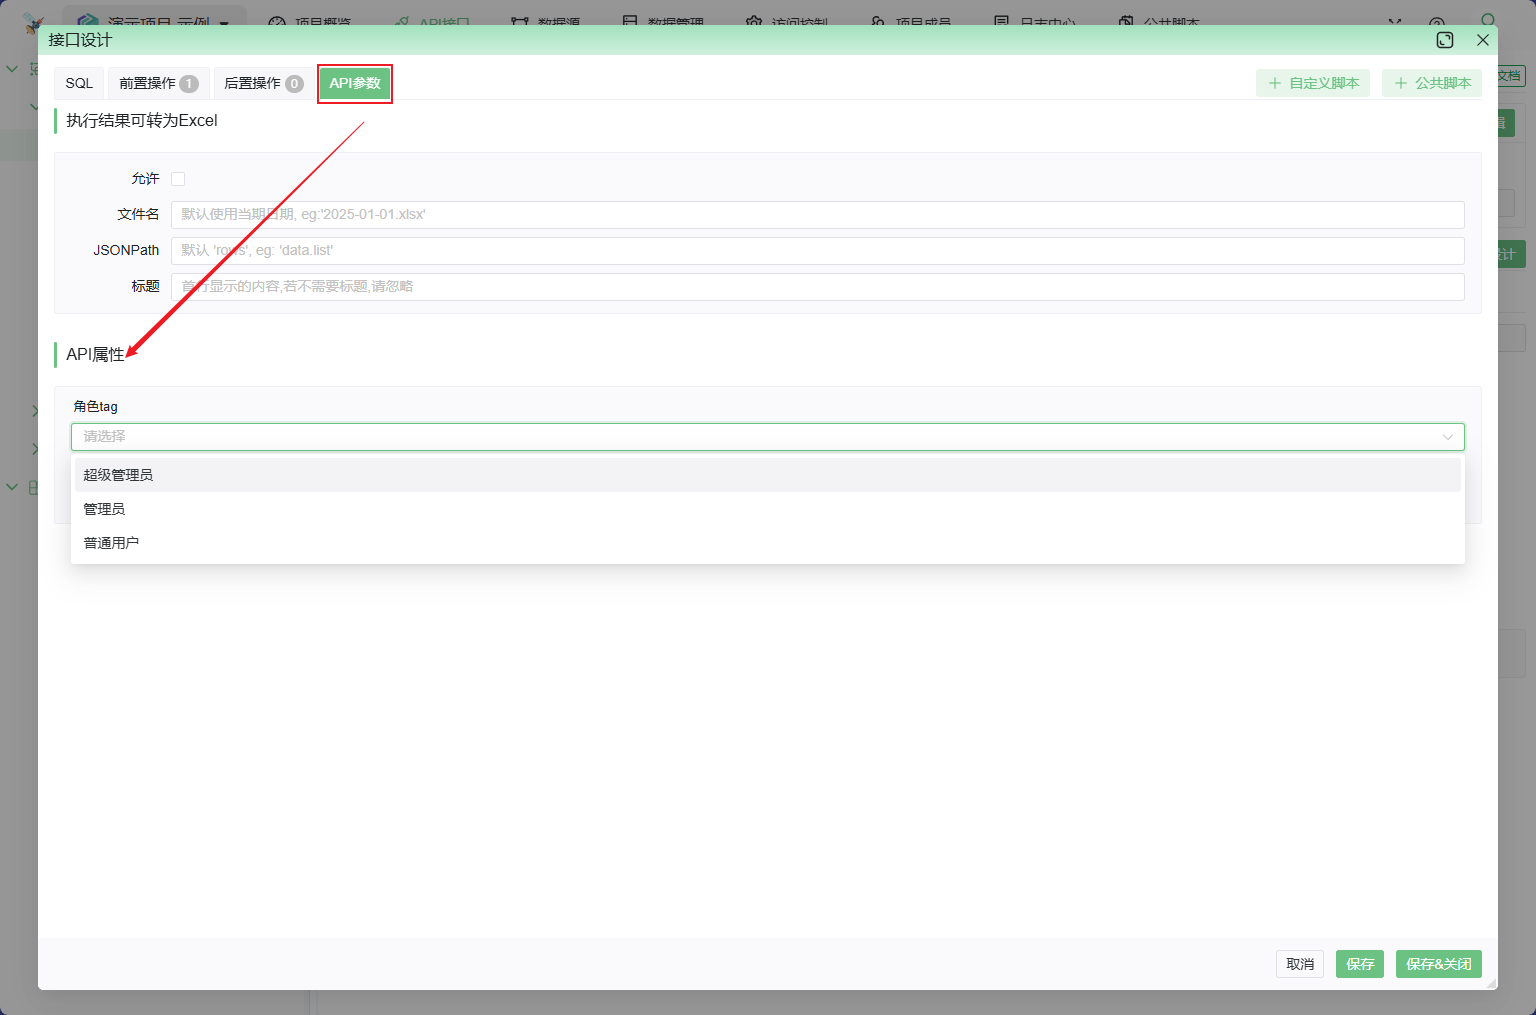 演示项目-示例
项目概览
API接口
数据源
数据管理
访问控制
项目成员
日志中心
公共脚本
接口设计
SQL
前置操作 1
后置操作 0
API参数
自定义脚本
公共脚本
文档
执行结果可转为Excel
允许
文件名
默认使用当期日期, eg:'2025-01-01.xlsx'
JSONPath
默认 'rows', eg: 'data.list'
设计
标题
首行显示的内容,若不需要标题,请忽略
API属性
角色tag
请选择
超级管理员
管理员
普通用户
取消
保存
保存&关闭